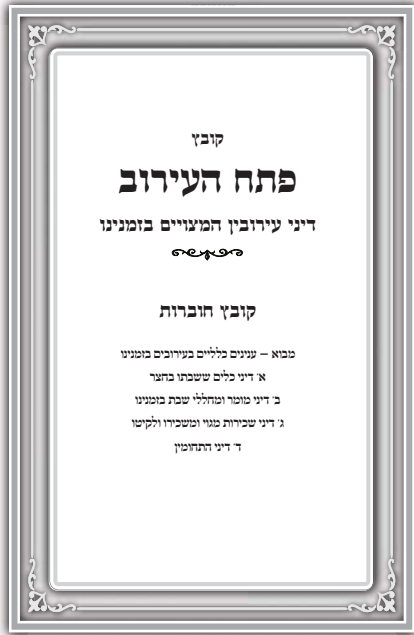 קובץ
פתח העירוב
דיני עירובין המצויים בזמנינו
קובץ חוברות
מבוא – ענינים כלליים בעירובים בזמנינו
א׳ דיני כלים ששבתו בחצר
ב׳ דיני מומר ומחללי שבת בזמנינו
ג׳ דיני שכירות מגוי ומשכירו ולקיטו
ד׳ דיני התחומין